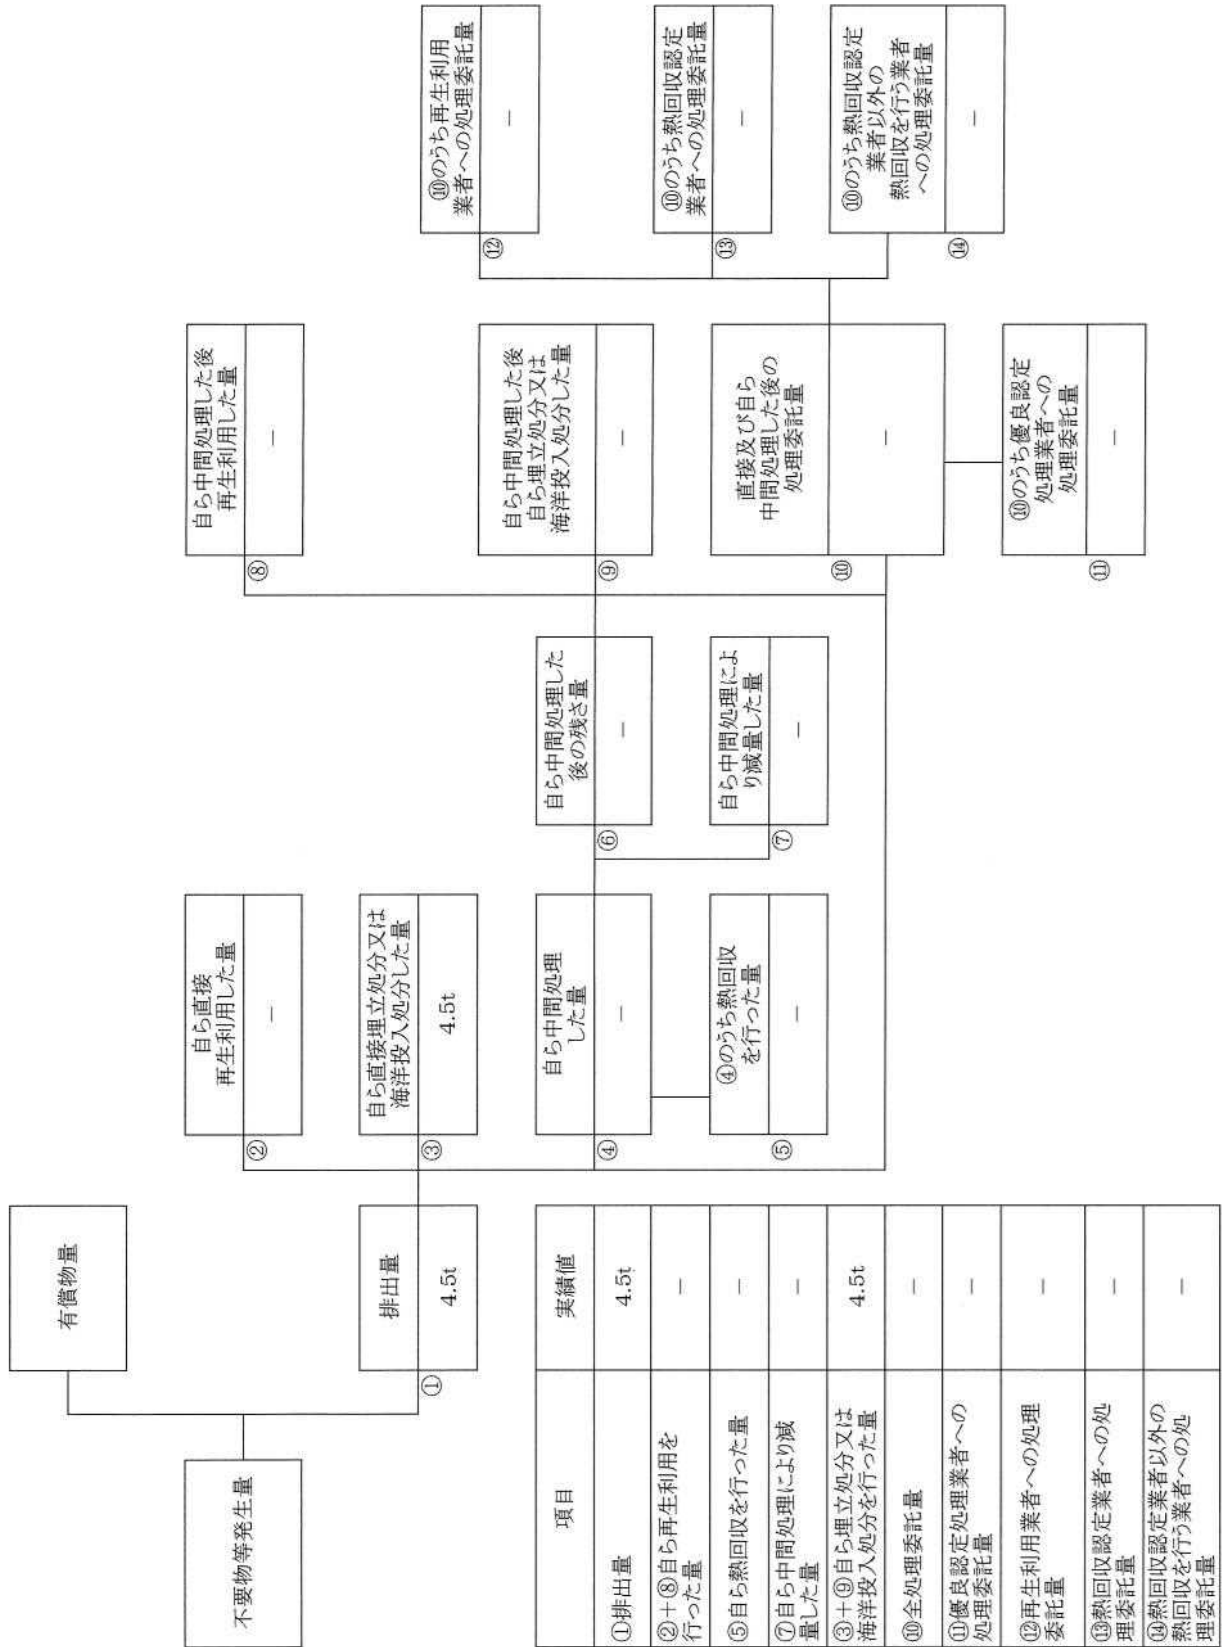 不要物等発生量
有償物量
①
排出量
4.5t
②
自ら直接
再生利用した量
－
③
自ら直接埋立処分又は
海洋投入処分した量
4.5t
④
自ら中間処理
した量
－
⑤
④のうち熱回収
を行った量
－
⑥
自ら中間処理した
後の残さ量
－
⑦
自ら中間処理によ
り減量した量
－
⑧
自ら中間処理した後
再生利用した量
－
⑨
自ら中間処理した後
自ら埋立処分又は
海洋投入処分した量
－
⑩
直接及び自ら
中間処理した後の
処理委託量
－
⑪
⑩のうち優良認定
処理業者への
処理委託量
－
⑫
⑩のうち再生利用
業者への処理委託量
－
⑬
⑩のうち熱回収認定
業者への処理委託量
－
⑭
⑩のうち熱回収認定
業者以外の
熱回収を行う業者
への処理委託量
－
項目 実績値
①排出量 4.5t
②＋⑧自ら再生利用を
行った量 －
⑤自ら熱回収を行った量 －
⑦自ら中間処理により減
量した量 －
③＋⑨自ら埋立処分又は
海洋投入処分を行った量 4.5t
⑩全処理委託量 －
⑪優良認定処理業者への
処理委託量 －
⑫再生利用業者への処理
委託量 －
⑬熱回収認定業者への処
理委託量 －
⑭熱回収認定業者以外の
熱回収を行う業者への処
理委託量 －